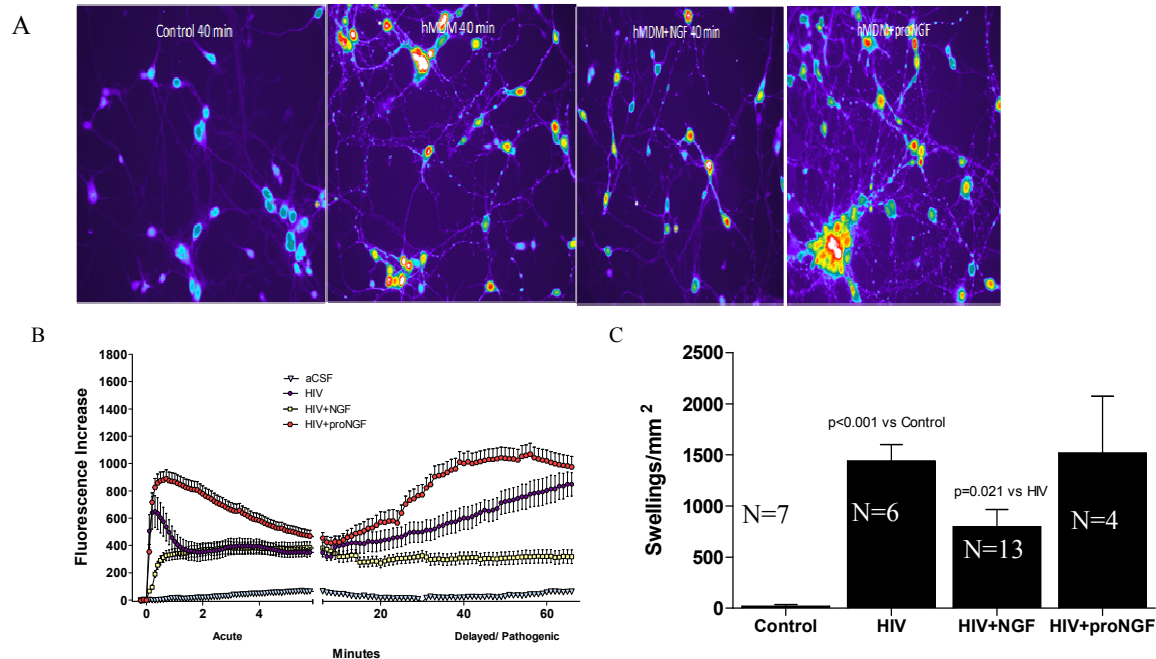 A
Control 40 min
hMDM 40 min
hMDM+NGF 40 min
hMDM+proNGF
B
1800
1600
1400
1200
1000
800
600
400
200
0
Fluorescence Increase
aCSF
HIV
HIV+NGF
HIV+proNGF
0 2 4 20 40 60
Acute Delayed/ Pathogenic
Minutes
C
2500
2000
1500
1000
500
0
Swellings/mm²
p<0.001 vs Control
p=0.021 vs HIV
N=7
N=6
N=13
N=4
Control HIV HIV+NGF HIV+proNGF